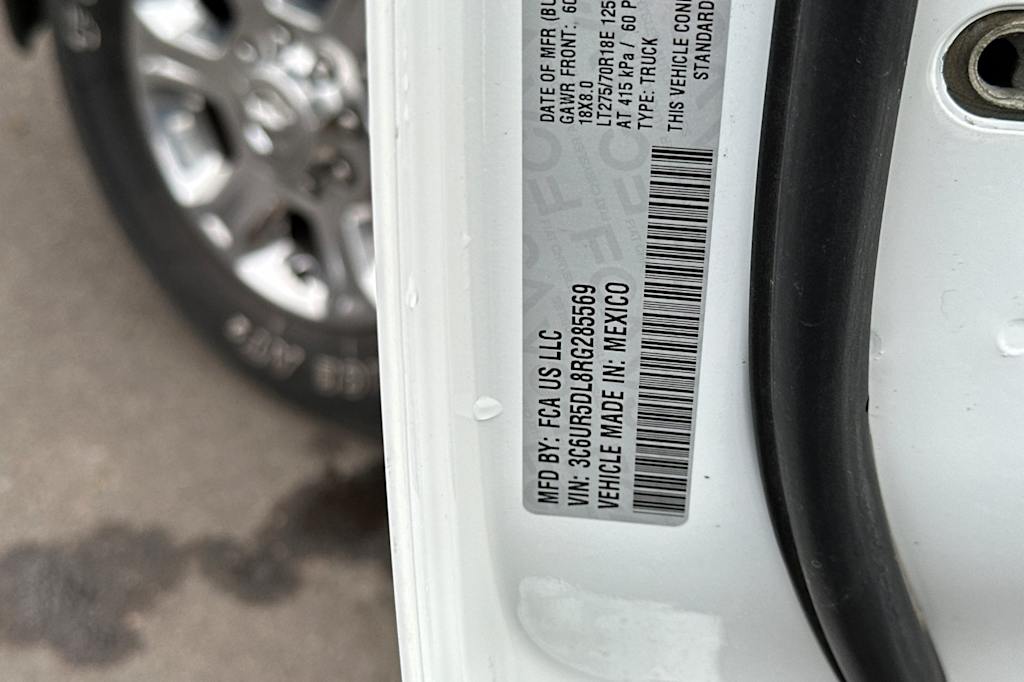 MFD BY: FCA US LLC
VIN: 3C6UR5DL8RG285569
VEHICLE MADE IN: MEXICO
DATE OF MFR
GAWR FRONT:
18X8.0
LT275/70R18E
AT 415 kPa / 60
TYPE: TRUCK
THIS VEHICLE
STANDARD